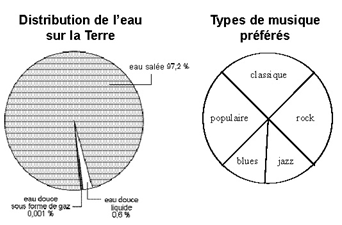 Distribution de l'eau
sur la Terre
eau salée 97,2 %
eau douce
sous forme de gaz
0,001 %
eau douce
liquide
0,6 %
Types de musique
préférés
classique
populaire
rock
blues
jazz